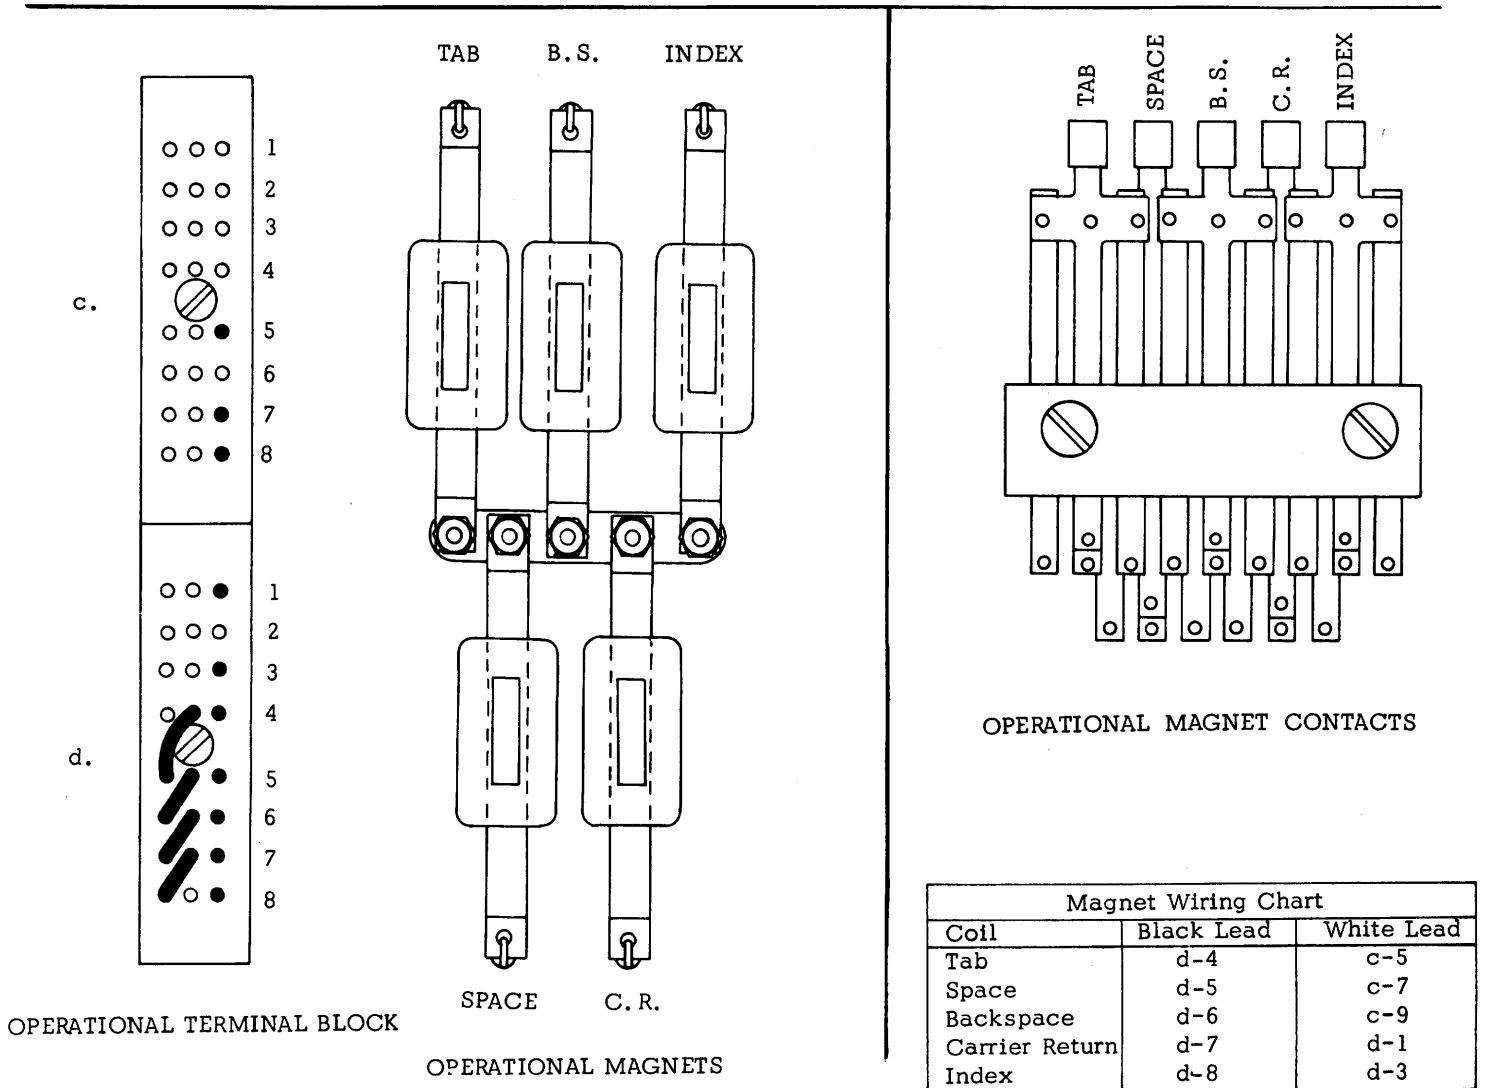 TAB B.S. INDEX
1
2
3
4
c.
5
6
7
8
1
2
3
4
d.
5
6
7
8
SPACE C.R.
OPERATIONAL TERMINAL BLOCK
OPERATIONAL MAGNETS
TAB SPACE B.S. C.R. INDEX
OPERATIONAL MAGNET CONTACTS
Magnet Wiring Chart
Coil Black Lead White Lead
Tab d-4 c-5
Space d-5 c-7
Backspace d-6 c-9
Carrier Return d-7 d-1
Index d-8 d-3